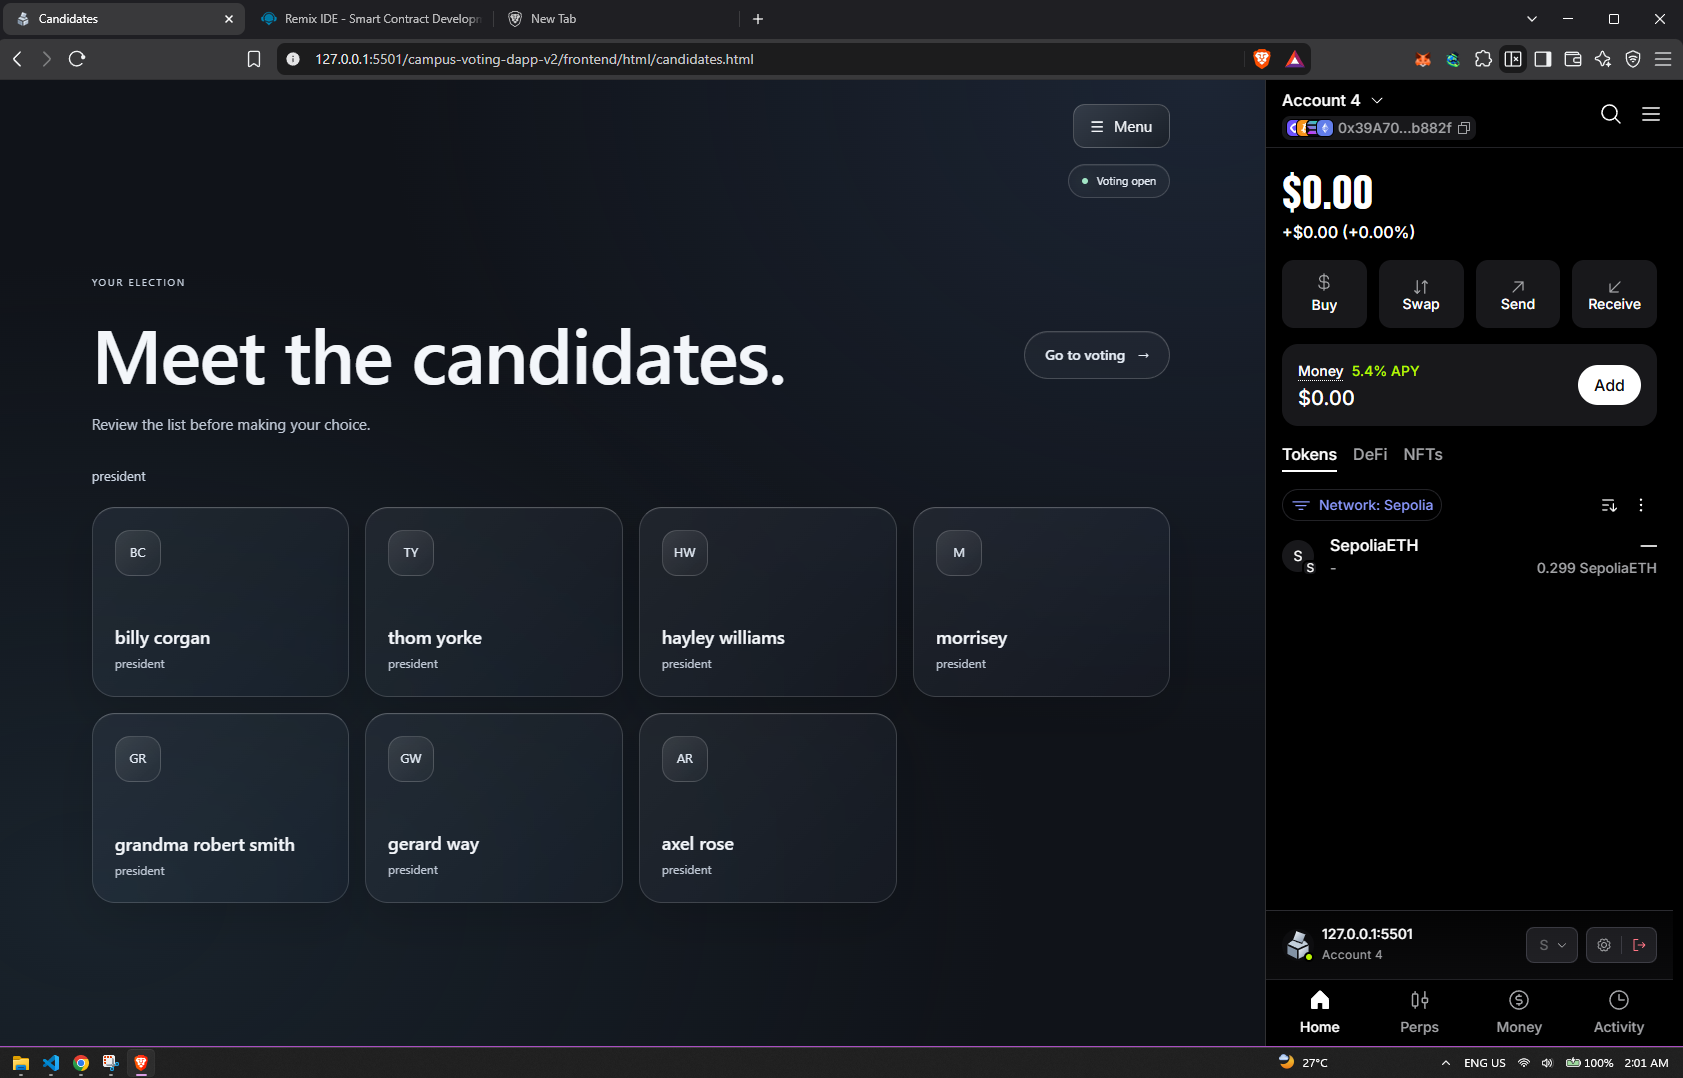 Candidates
Remix IDE - Smart Contract Developm
New Tab
127.0.0.1:5501/campus-voting-dapp-v2/frontend/html/candidates.html
☰ Menu
Voting open
YOUR ELECTION
Meet the candidates.
Go to voting →
Review the list before making your choice.
president
BC
billy corgan
president
TY
thom yorke
president
HW
hayley williams
president
M
morrisey
president
GR
grandma robert smith
president
GW
gerard way
president
AR
axel rose
president
Account 4
0x39A70...b882f
$0.00
+$0.00 (+0.00%)
Buy
Swap
Send
Receive
Money 5.4% APY
$0.00
Add
Tokens DeFi NFTs
Network: Sepolia
S
S
SepoliaETH —
- 0.299 SepoliaETH
127.0.0.1:5501
Account 4
S
Home
Perps
Money
Activity
27°C
ENG US
100%
2:01 AM